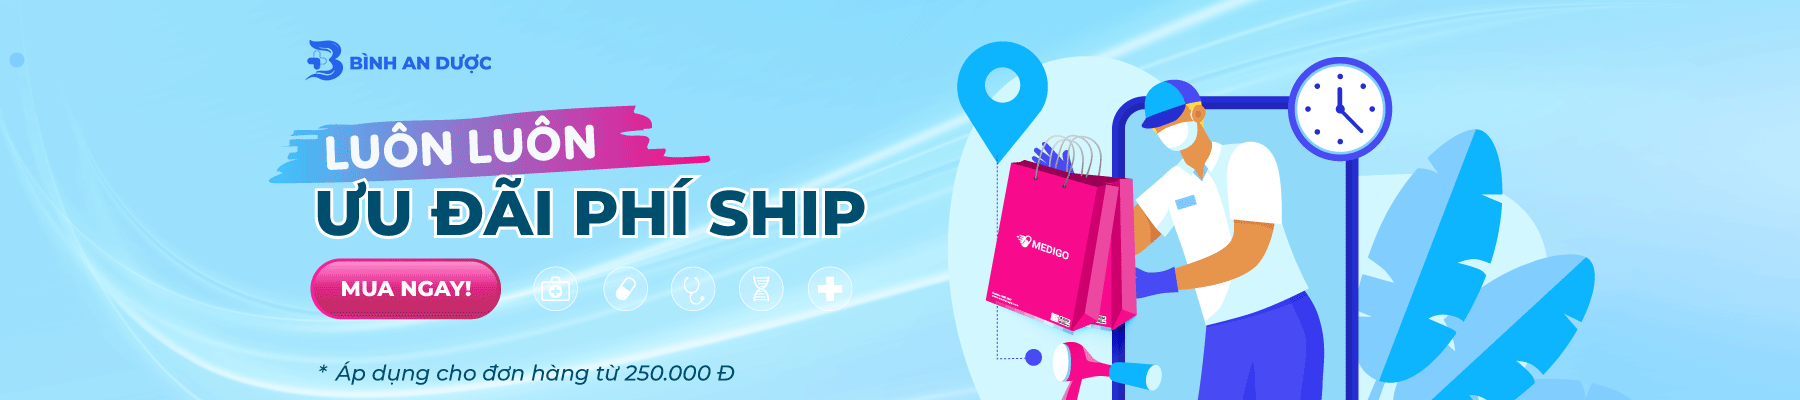 BÌNH AN DƯỢC
LUÔN LUÔN
ƯU ĐÃI PHÍ SHIP
MUA NGAY!
* Áp dụng cho đơn hàng từ 250.000 Đ
MEDIGO